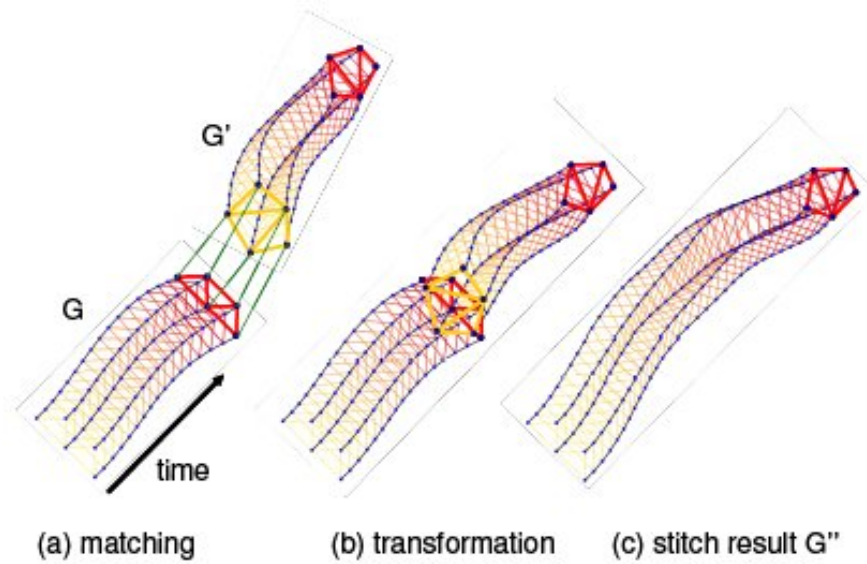 G'
G
time
(a) matching
(b) transformation
(c) stitch result G''